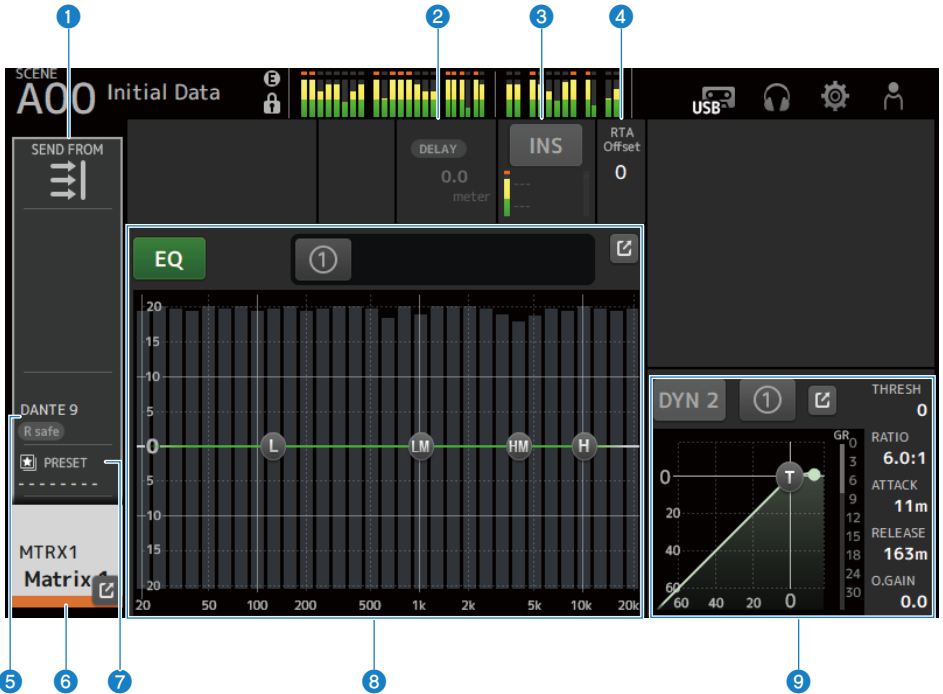 1
2
3
4
SCENE
A00 Initial Data
E
USB
SEND FROM
DELAY
0.0
meter
INS
---
---
RTA
Offset
0
EQ
1
20
15
10
5
0
5
10
15
20
20 50 100 200 500 1k 2k 5k 10k 20k
L
LM
HM
H
DANTE 9
R safe
PRESET
--------
MTRX1
Matrix 1
DYN 2
1
THRESH
0
RATIO
6.0:1
ATTACK
11m
RELEASE
163m
O.GAIN
0.0
GR
0
3
6
9
12
15
18
24
30
T
0
20
40
60
60 40 20 0
5
6
7
8
9